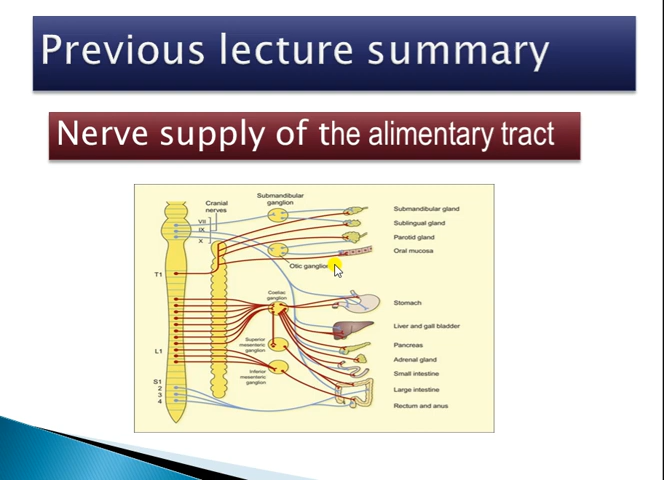 Previous lecture summary
Nerve supply of the alimentary tract
Submandibular
ganglion
Cranial
nerves
Submandibular gland
VII
Sublingual gland
IX
Parotid gland
X
Oral mucosa
Otic ganglion
T1
Coeliac
ganglion
Stomach
Liver and gall bladder
Superior
mesenteric
ganglion
Pancreas
L1
Adrenal gland
Inferior
mesenteric
ganglion
Small intestine
S1
2
Large intestine
3
4
Rectum and anus